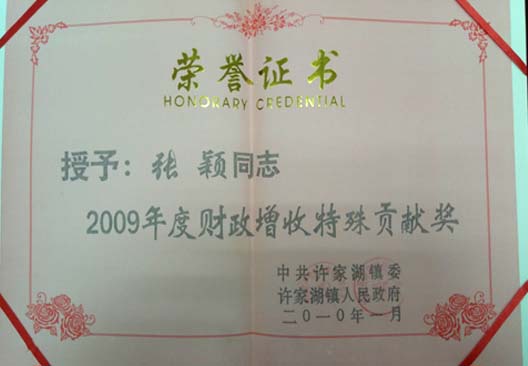 荣誉证书
HONORARY CREDENTIAL
授予：张 颖同志
2009年度财政增收特殊贡献奖
中共许家湖镇委
许家湖镇人民政府
二〇一〇年一月